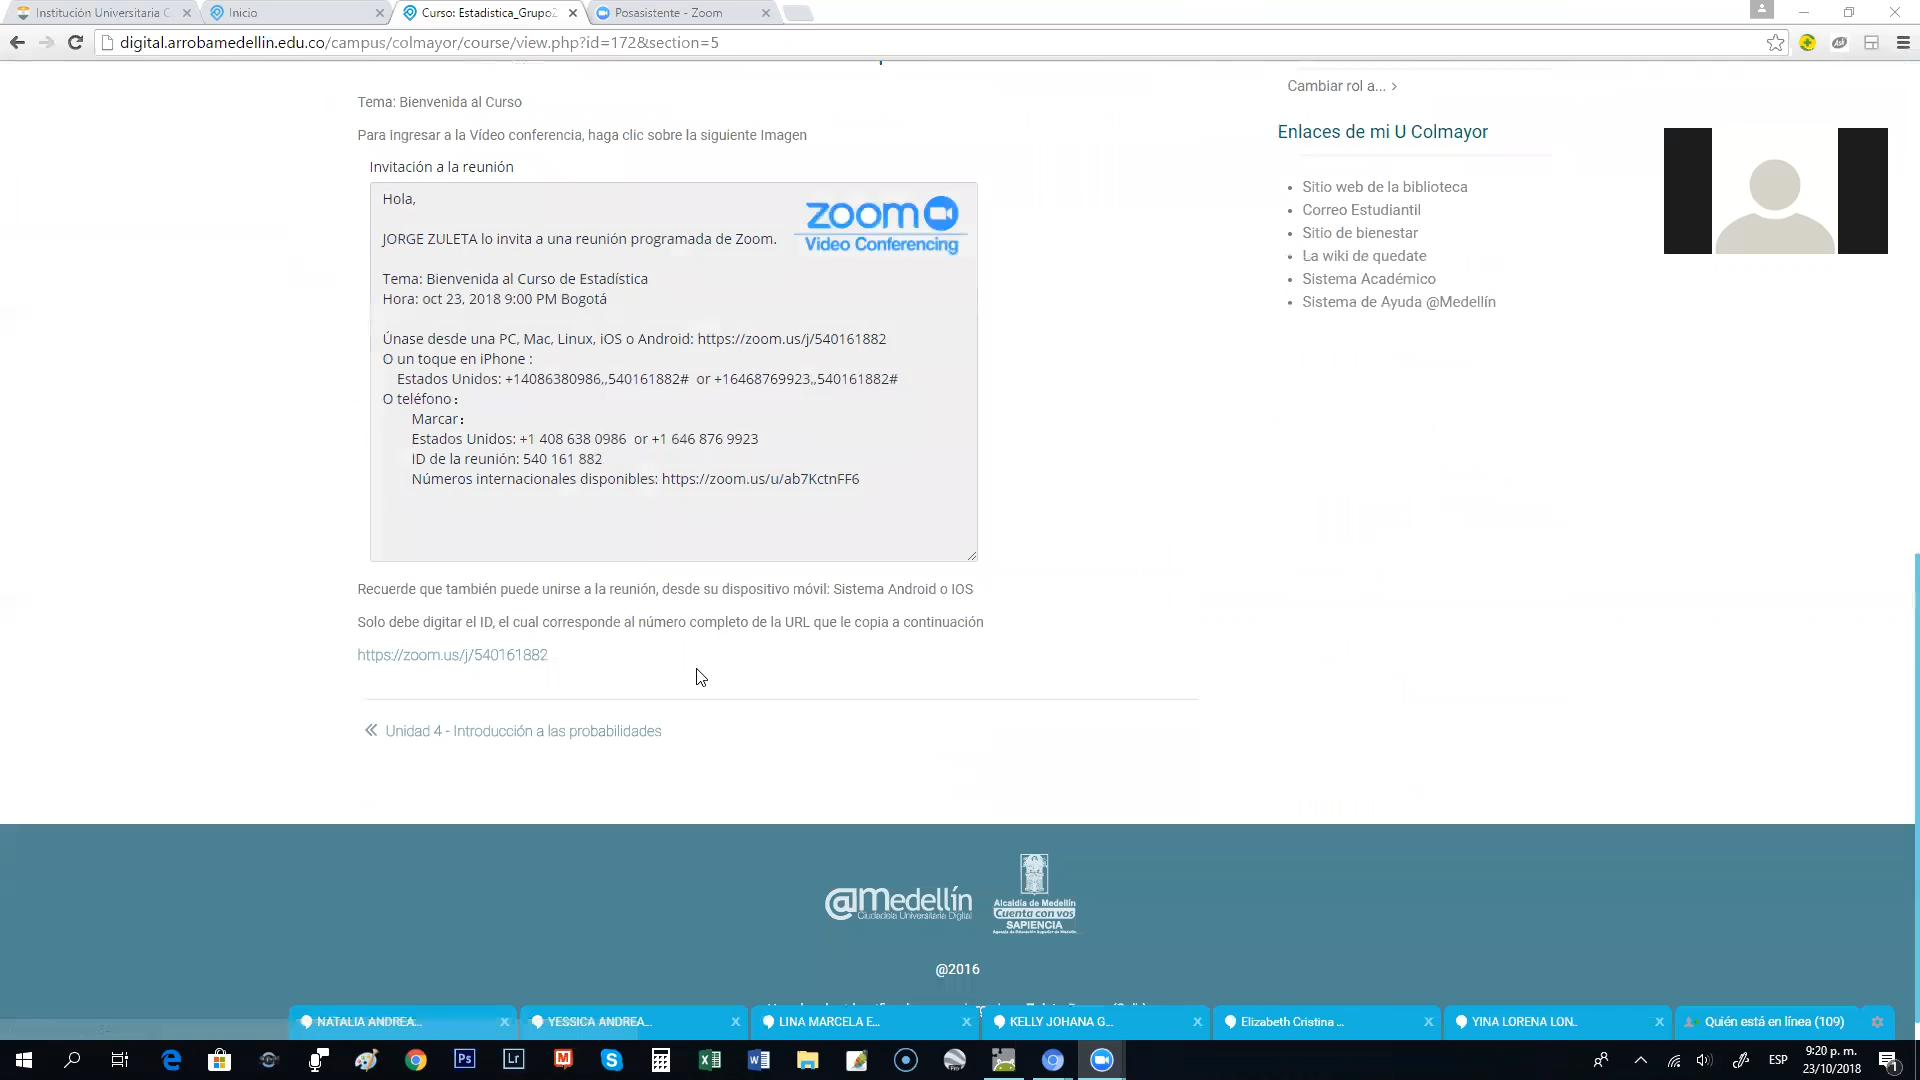 Institución Universitaria C
Inicio
Curso: Estadistica_Grupo2
Posasistente - Zoom
digital.arrobamedellin.edu.co/campus/colmayor/course/view.php?id=172&section=5
Tema: Bienvenida al Curso
Para Ingresar a la Vídeo conferencia, haga clic sobre la siguiente Imagen
Invitación a la reunión
Hola,
zoom
Video Conferencing
JORGE ZULETA lo invita a una reunión programada de Zoom.
Tema: Bienvenida al Curso de Estadística
Hora: oct 23, 2018 9:00 PM Bogotá
Únase desde una PC, Mac, Linux, iOS o Android: https://zoom.us/j/540161882
O un toque en iPhone :
Estados Unidos: +14086380986,,540161882# or +16468769923,,540161882#
O teléfono :
Marcar :
Estados Unidos: +1 408 638 0986 or +1 646 876 9923
ID de la reunión: 540 161 882
Números internacionales disponibles: https://zoom.us/u/ab7KctnFF6
Recuerde que también puede unirse a la reunión, desde su dispositivo móvil: Sistema Android o IOS
Solo debe digitar el ID, el cual corresponde al número completo de la URL que le copia a continuación
https://zoom.us/j/540161882
Unidad 4 - Introducción a las probabilidades
Cambiar rol a...
Enlaces de mi U Colmayor
Sitio web de la biblioteca
Correo Estudiantil
Sitio de bienestar
La wiki de quedate
Sistema Académico
Sistema de Ayuda @Medellín
@Medellín
Ciudadela Universitaria Digital
Alcaldía de Medellín
Cuenta con vos
SAPIENCIA
Agencia de Educación Superior de Medellín
@2016
NATALIA ANDREA... x
YESSICA ANDREA... x
LINA MARCELA E... x
KELLY JOHANA G... x
Elizabeth Cristina ... x
YINA LORENA LON.. x
Quién está en línea (109)
Ps
Lr
ESP
9:20 p. m.
23/10/2018
1